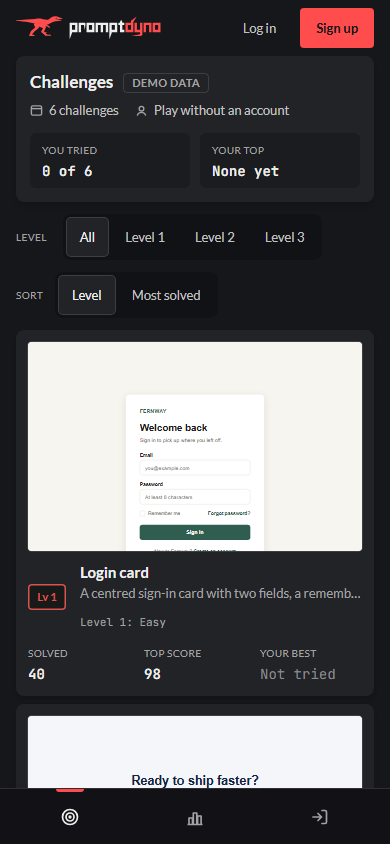 promptdyno
Log in
Sign up
Challenges
DEMO DATA
6 challenges
Play without an account
YOU TRIED
0 of 6
YOUR TOP
None yet
LEVEL
All
Level 1
Level 2
Level 3
SORT
Level
Most solved
FERNWAY
Welcome back
Sign in to pick up where you left off.
Email
you@example.com
Password
At least 8 characters
Remember me
Forgot password?
Sign in
Login card
Lv 1
A centred sign-in card with two fields, a rememb...
Level 1: Easy
SOLVED
40
TOP SCORE
98
YOUR BEST
Not tried
Ready to ship faster?